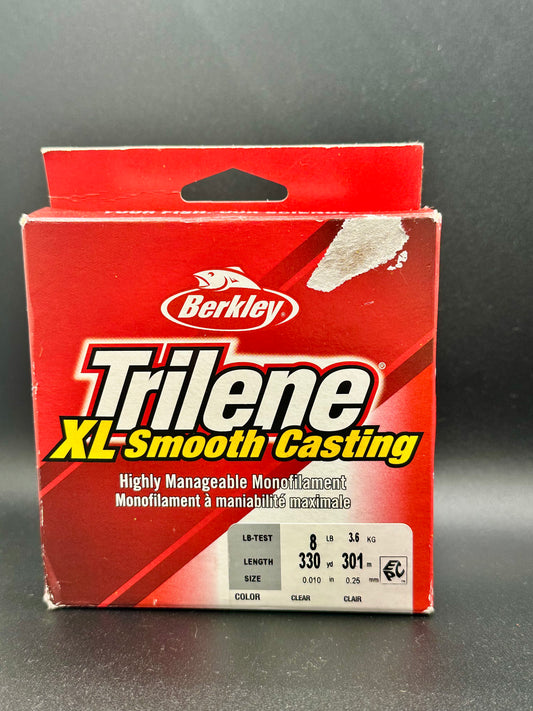 Berkley®
Trilene®
XL Smooth Casting
Highly Manageable Monofilament
Monofilament à maniabilité maximale
LB-TEST 8 LB 3.6 KG
LENGTH 330 yd 301 m
SIZE 0.010 in 0.25 mm
COLOR CLEAR CLAIR